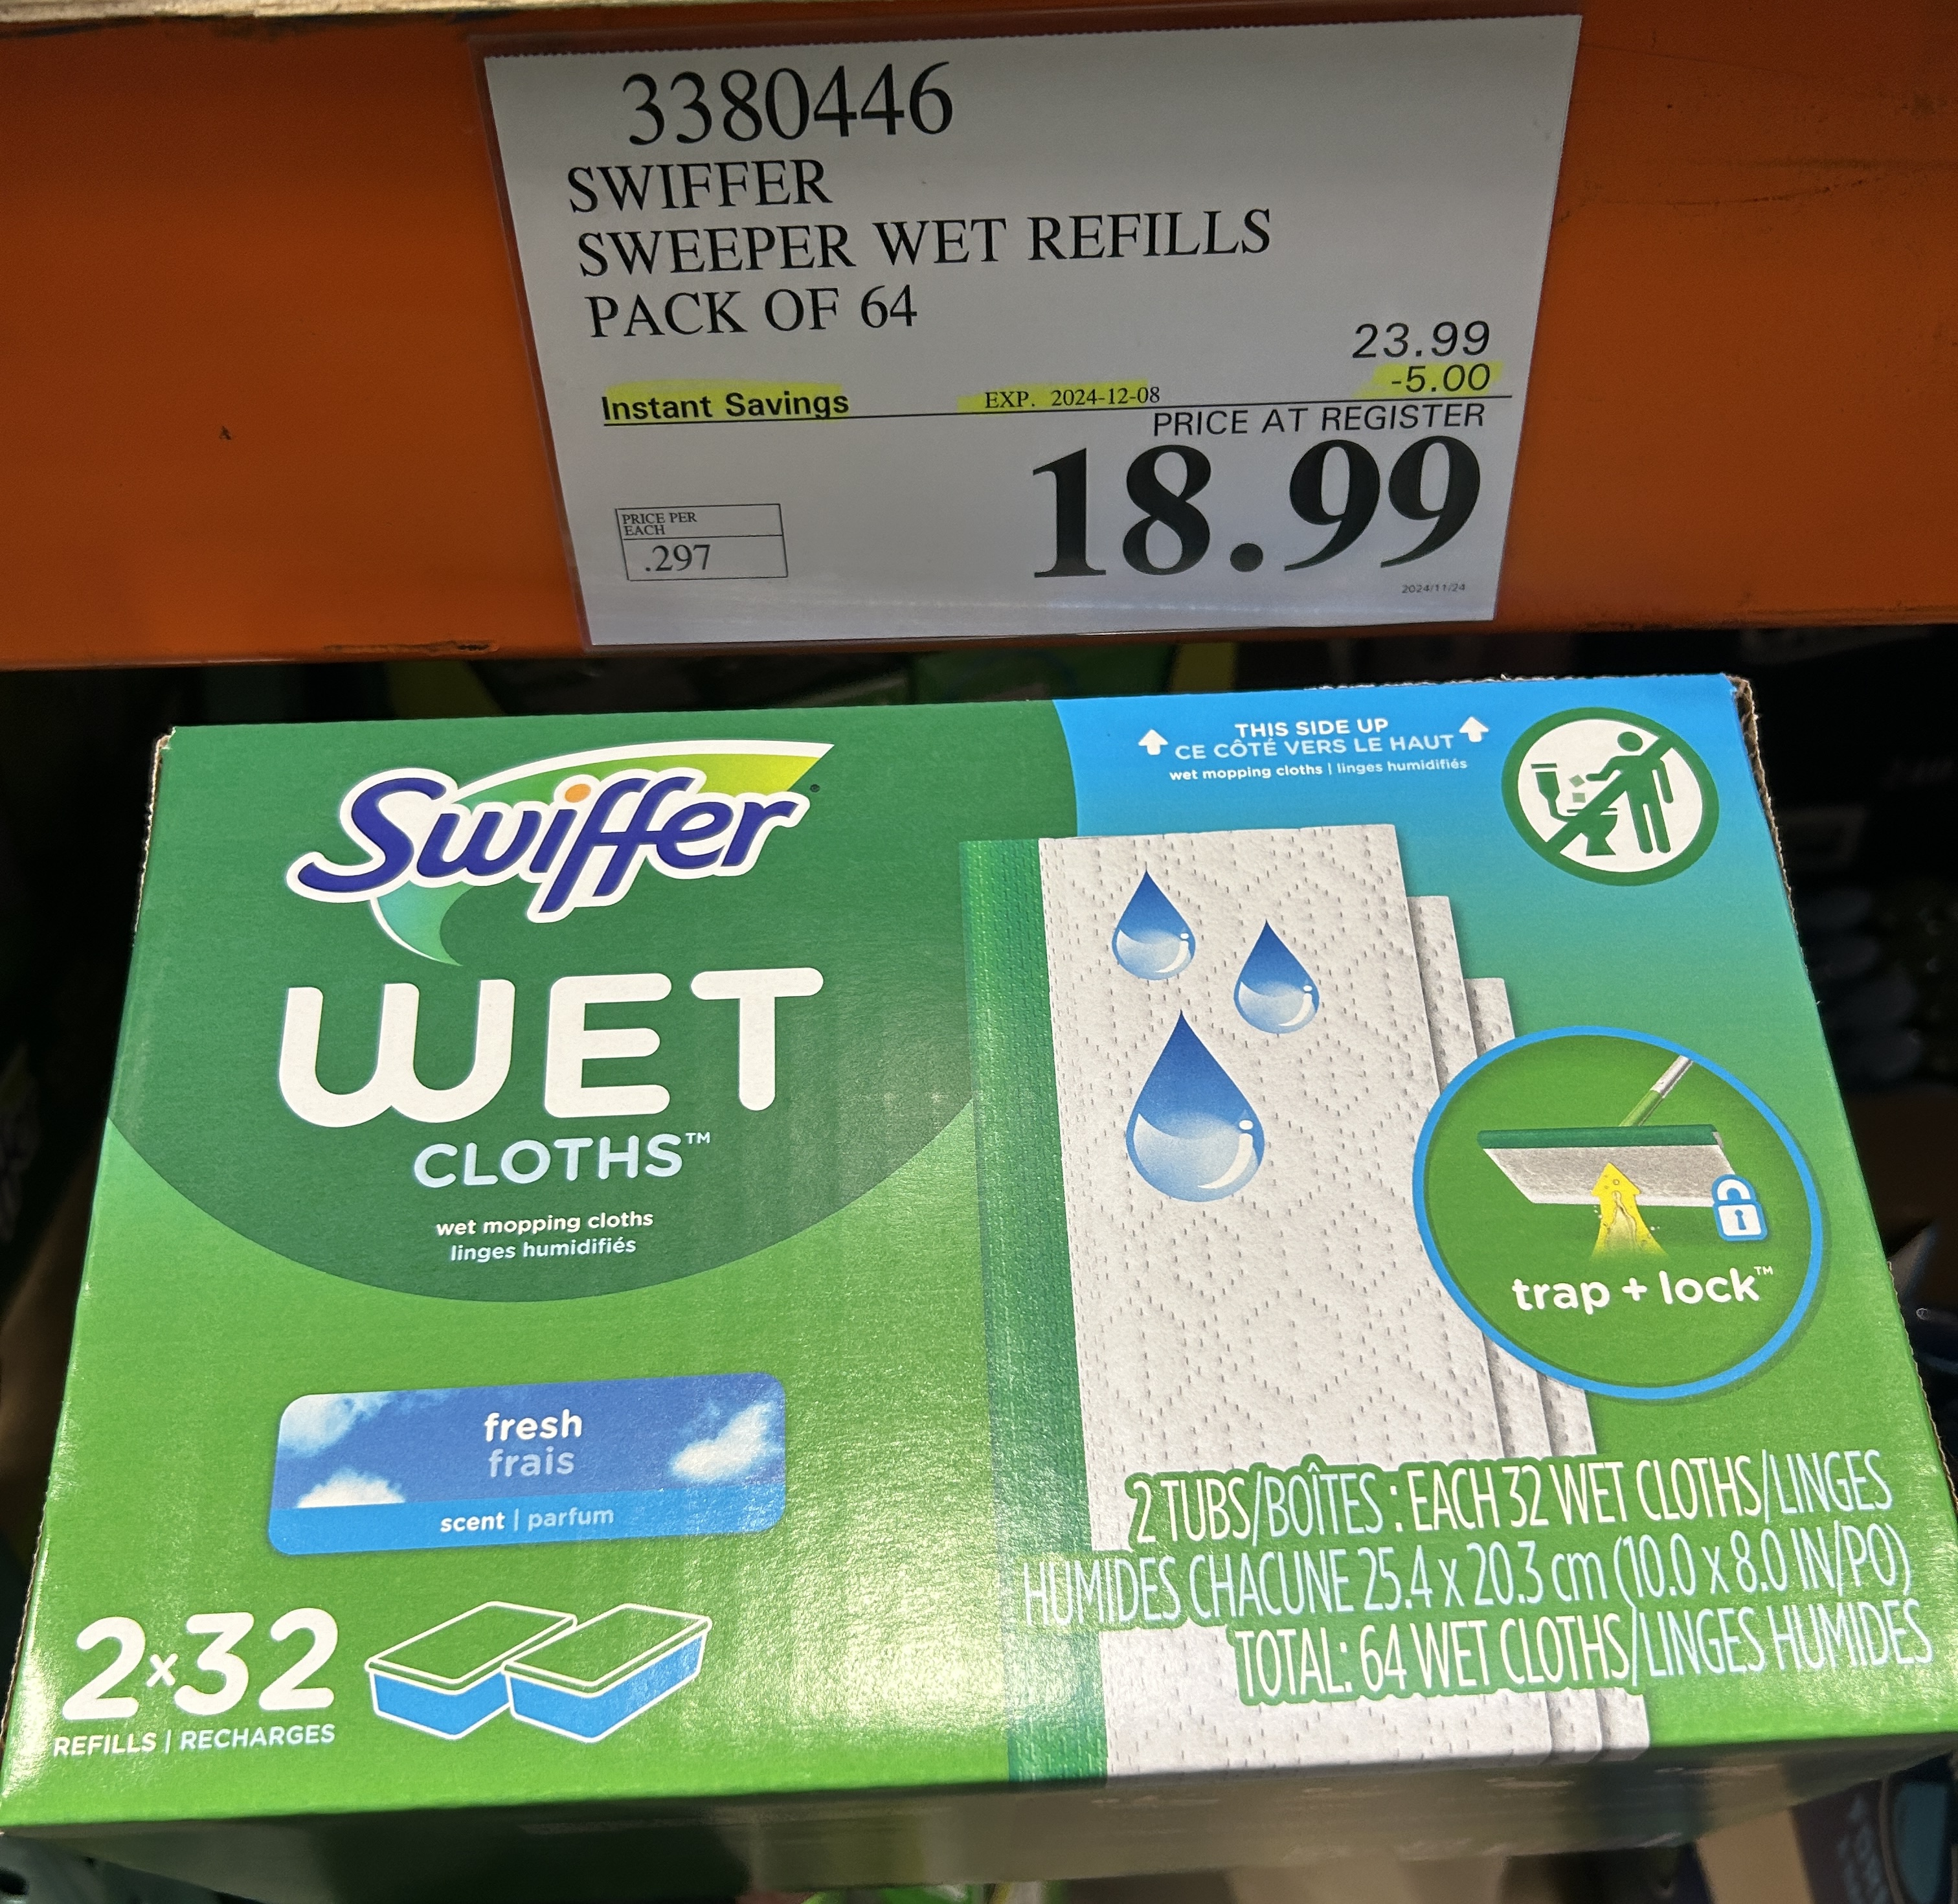 3380446
SWIFFER
SWEEPER WET REFILLS
PACK OF 64
23.99
Instant Savings EXP. 2024-12-08 -5.00
PRICE AT REGISTER
18.99
PRICE PER
EACH
.297
2024/11/24
THIS SIDE UP
CE CÔTÉ VERS LE HAUT
wet mopping cloths | linges humidifiés
Swiffer
WET
CLOTHS™
wet mopping cloths
linges humidifiés
trap + lock™
fresh
frais
scent | parfum
2 TUBS/BOÎTES : EACH 32 WET CLOTHS/LINGES
HUMIDES CHACUNE 25.4 x 20.3 cm (10.0 x 8.0 IN/PO)
TOTAL: 64 WET CLOTHS/LINGES HUMIDES
2x32
REFILLS | RECHARGES